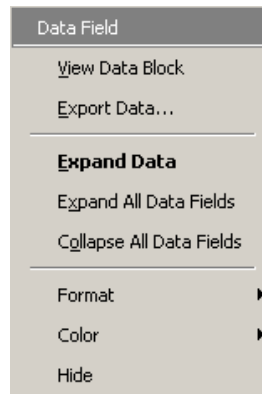 Data Field
View Data Block
Export Data...
Expand Data
Expand All Data Fields
Collapse All Data Fields
Format
Color
Hide